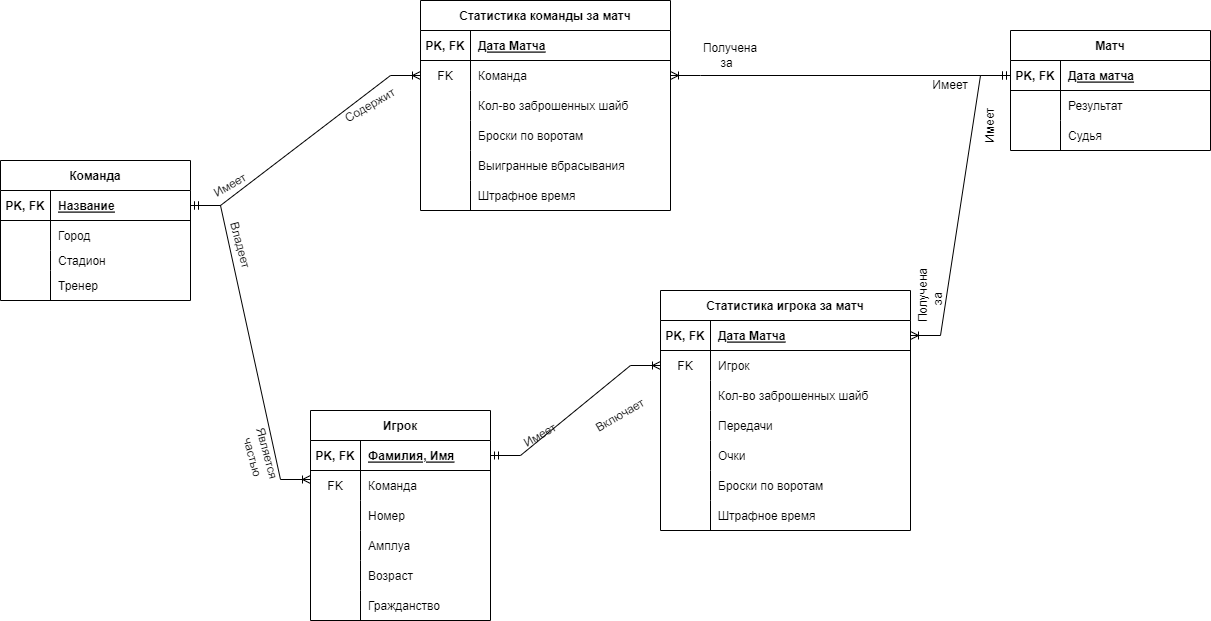 Статистика команды за матч
PK, FK Дата Матча
FK Команда
Кол-во заброшенных шайб
Броски по воротам
Выигранные вбрасывания
Штрафное время
Получена
за
Имеет
Имеет
Получена
за
Матч
PK, FK Дата матча
Результат
Судья
Содержит
Имеет
Команда
PK, FK Название
Город
Стадион
Тренер
Владеет
Является
частью
Статистика игрока за матч
PK, FK Дата Матча
FK Игрок
Кол-во заброшенных шайб
Передачи
Очки
Броски по воротам
Штрафное время
Включает
Имеет
Игрок
PK, FK Фамилия, Имя
FK Команда
Номер
Амплуа
Возраст
Гражданство